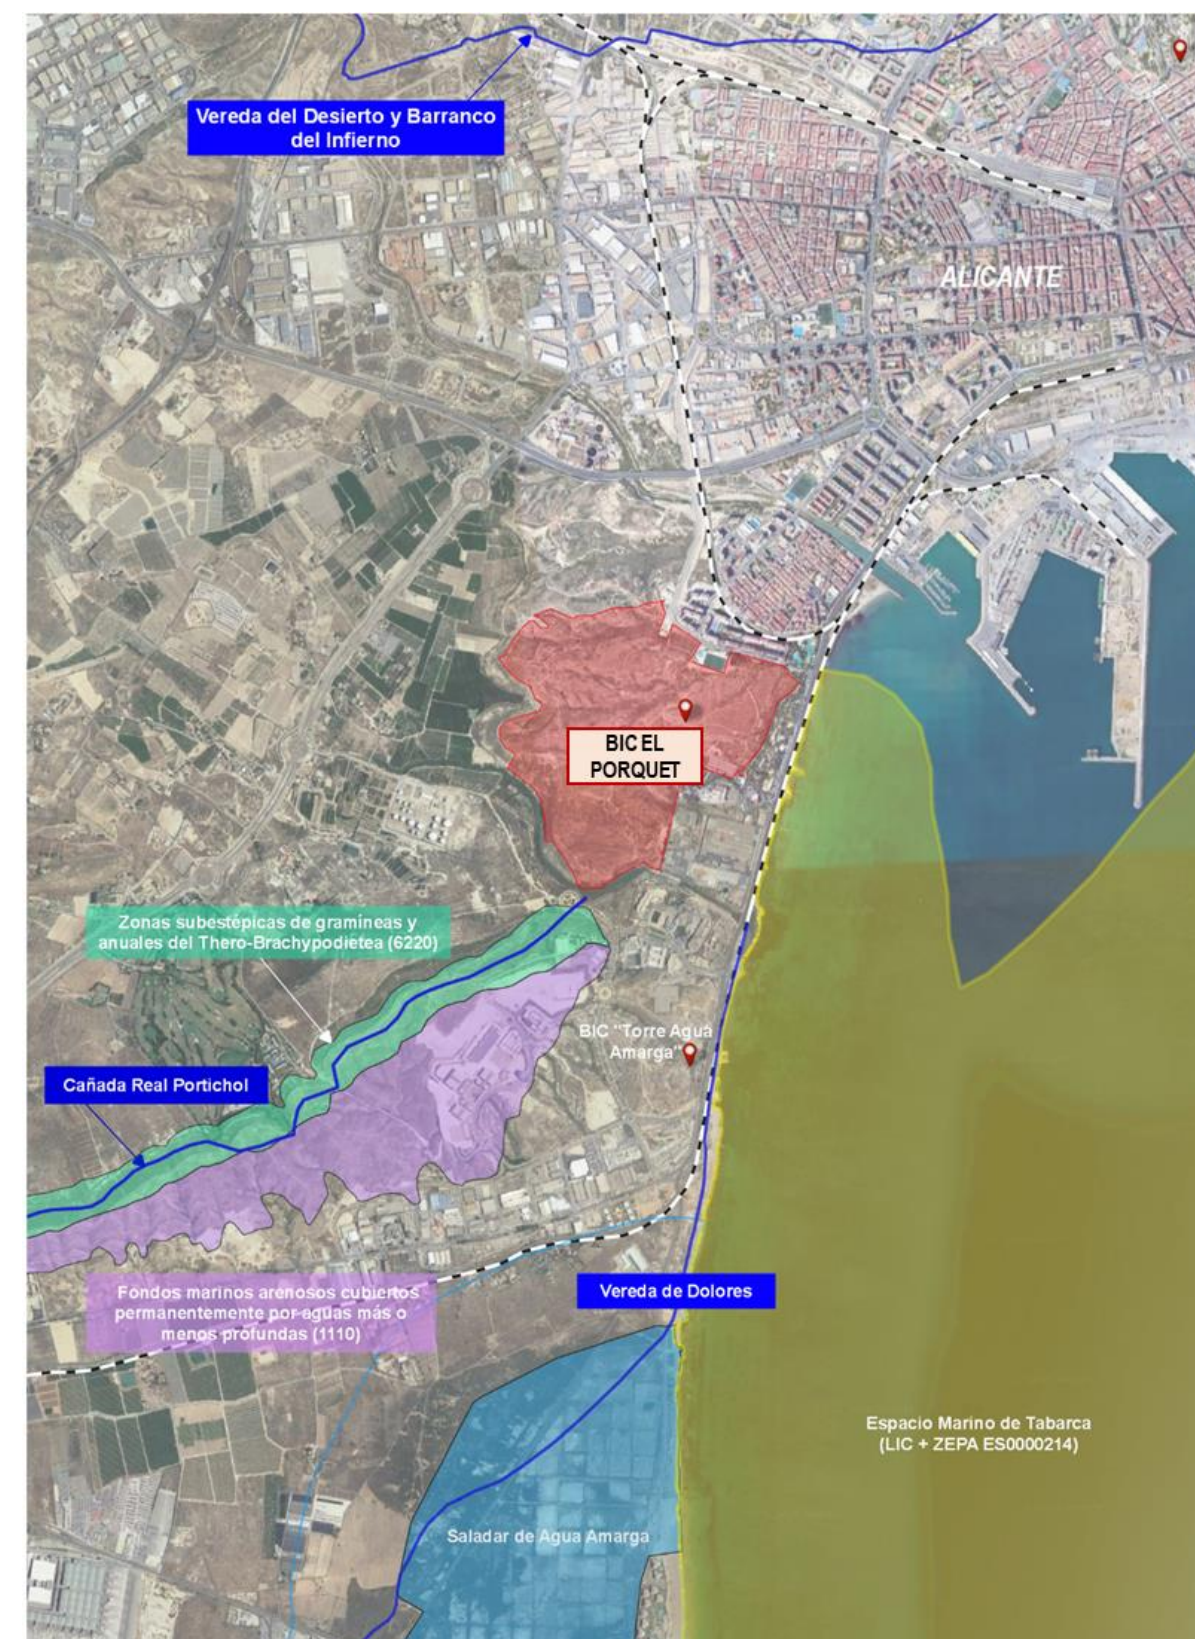 Vereda del Desierto y Barranco
del Infierno
ALICANTE
BIC EL
PORQUET
Zonas subestépicas de gramíneas y
anuales del Thero-Brachypodietea (6220)
BIC "Torre Agua
Amarga"
Cañada Real Portichol
Vereda de Dolores
Fondos marinos arenosos cubiertos
permanentemente por aguas más o
menos profundas (1110)
Espacio Marino de Tabarca
(LIC + ZEPA ES0000214)
Saladar de Agua Amarga